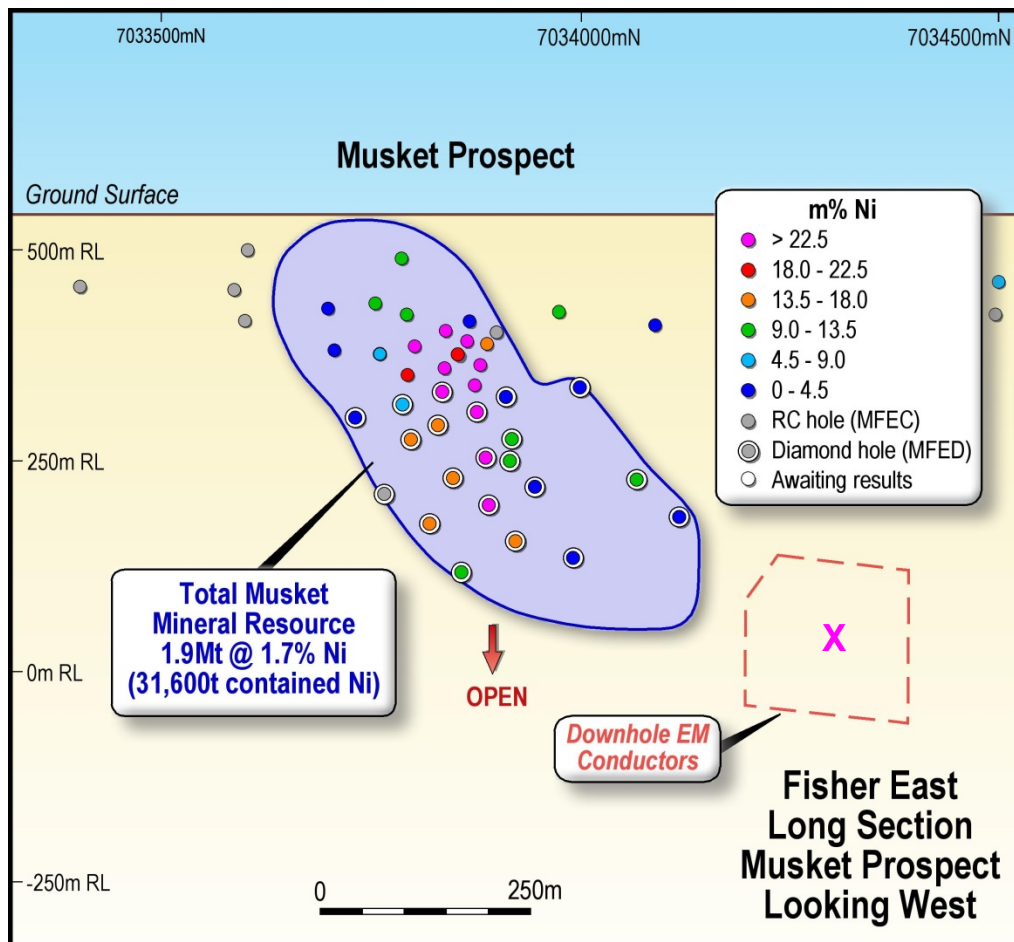 7033500mN
7034000mN
7034500mN
Musket Prospect
Ground Surface
m% Ni
> 22.5
18.0 - 22.5
13.5 - 18.0
9.0 - 13.5
4.5 - 9.0
0 - 4.5
RC hole (MFEC)
Diamond hole (MFED)
Awaiting results
500m RL
250m RL
0m RL
-250m RL
Total Musket
Mineral Resource
1.9Mt @ 1.7% Ni
(31,600t contained Ni)
OPEN
X
Downhole EM
Conductors
Fisher East
Long Section
Musket Prospect
Looking West
0
250m